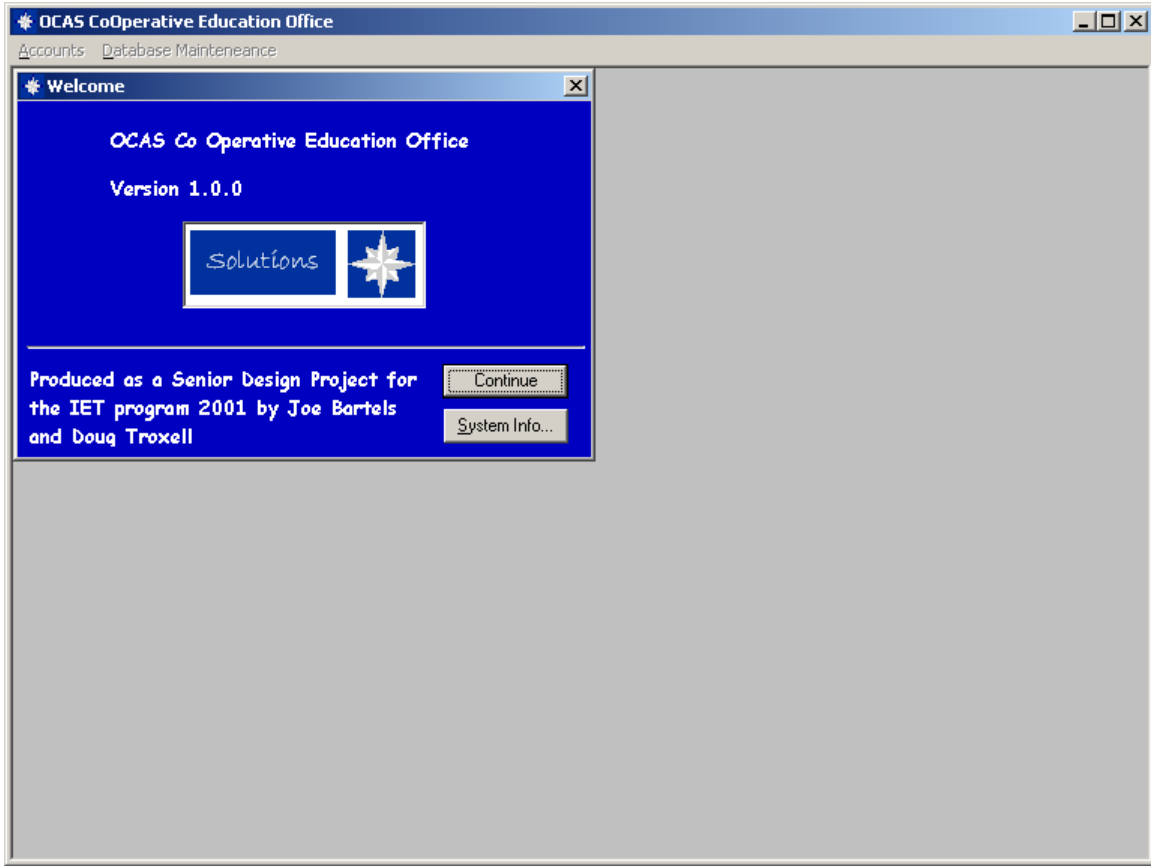 OCAS CoOperative Education Office
Accounts Database Mainteneance
Welcome
OCAS Co Operative Education Office
Version 1.0.0
Solutions
Produced as a Senior Design Project for
the IET program 2001 by Joe Bartels
and Doug Troxell
Continue
System Info...